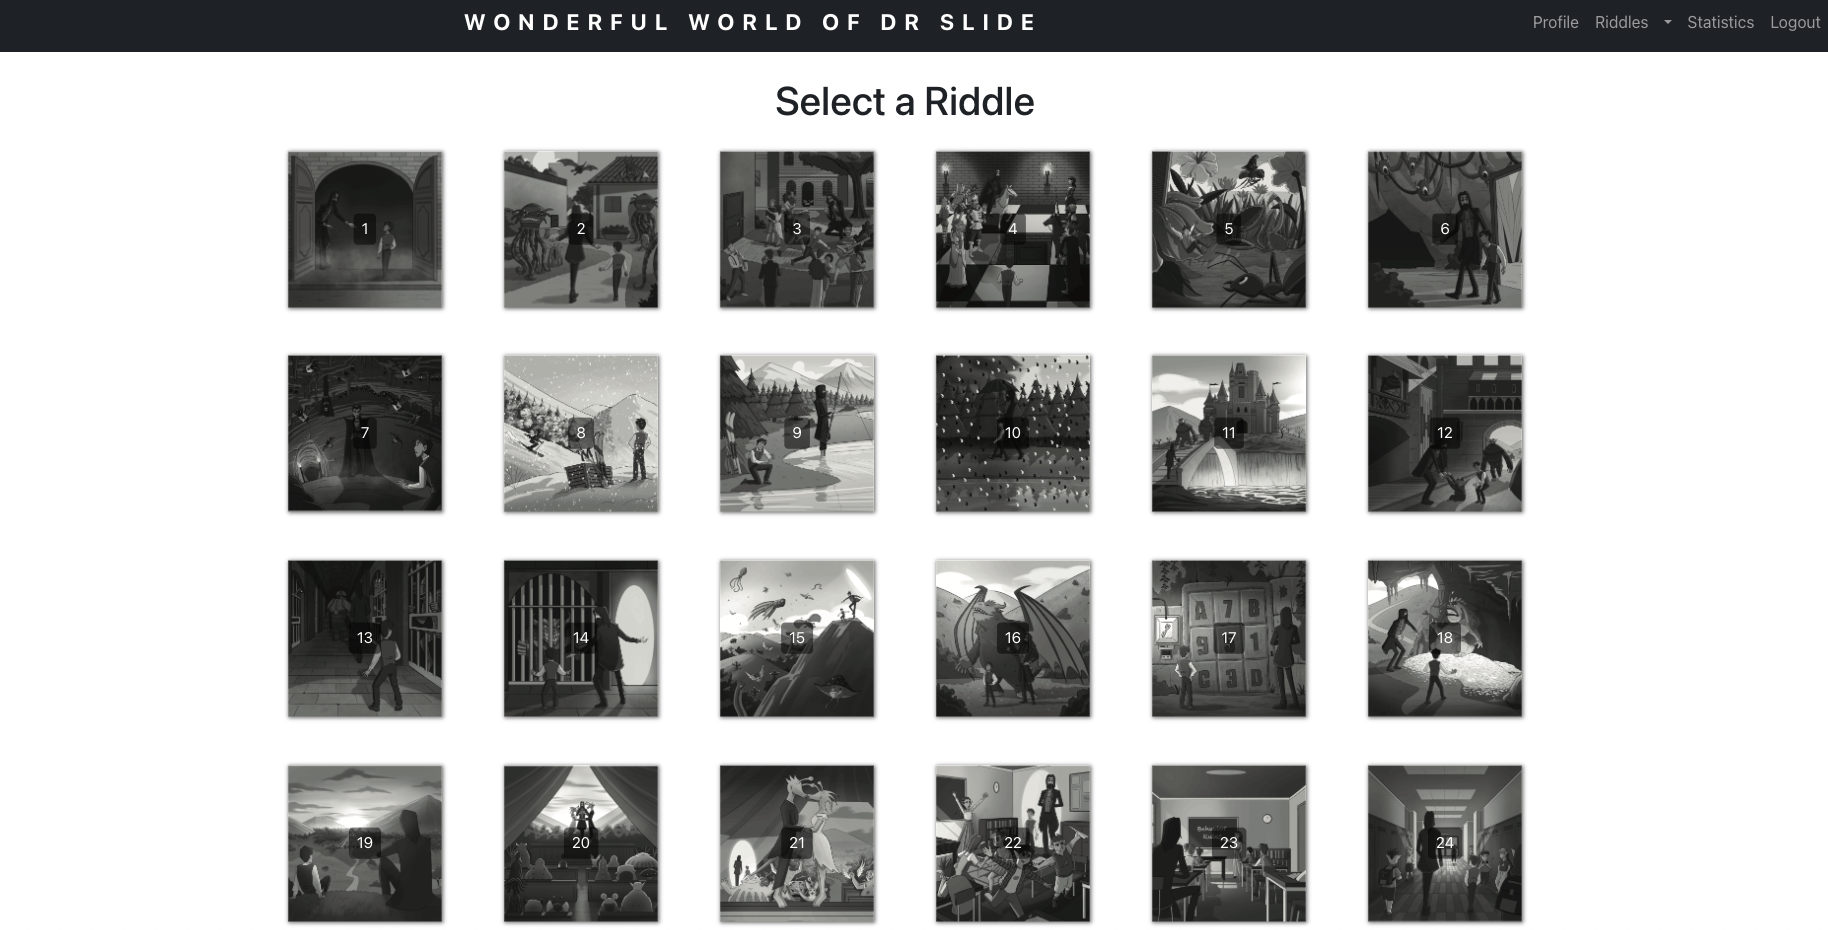 WONDERFUL WORLD OF DR SLIDE
Profile Riddles Statistics Logout
Select a Riddle
1 2 3 4 5 6
7 8 9 10 11 12
13 14 15 16 17 18
A 7 B
9 1
C 3 D
19 20 21 22 23 24